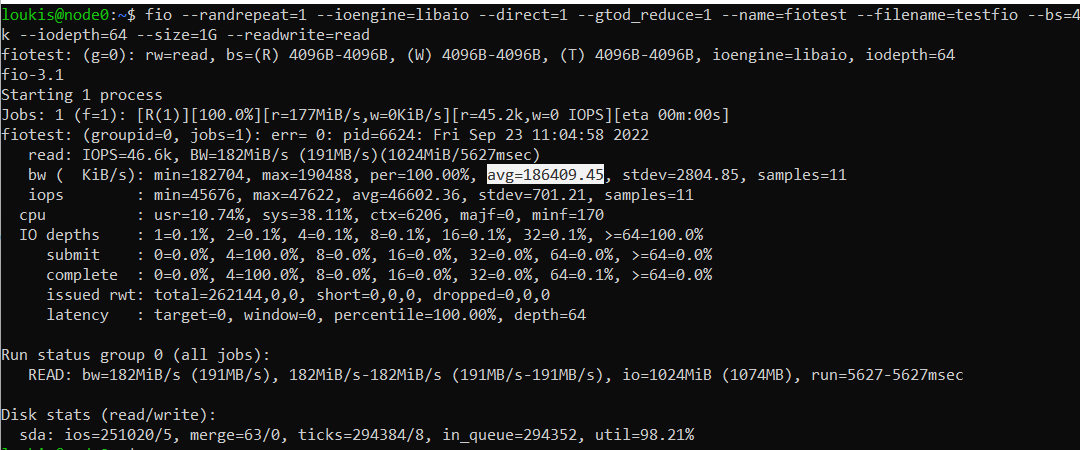 loukis@node0:~$ fio --randrepeat=1 --ioengine=libaio --direct=1 --gtod_reduce=1 --name=fiotest --filename=testfio --bs=4
k --iodepth=64 --size=1G --readwrite=read
fiotest: (g=0): rw=read, bs=(R) 4096B-4096B, (W) 4096B-4096B, (T) 4096B-4096B, ioengine=libaio, iodepth=64
fio-3.1
Starting 1 process
Jobs: 1 (f=1): [R(1)][100.0%][r=177MiB/s,w=0KiB/s][r=45.2k,w=0 IOPS][eta 00m:00s]
fiotest: (groupid=0, jobs=1): err= 0: pid=6624: Fri Sep 23 11:04:58 2022
   read: IOPS=46.6k, BW=182MiB/s (191MB/s)(1024MiB/5627msec)
   bw (  KiB/s): min=182704, max=190488, per=100.00%, avg=186409.45, stdev=2804.85, samples=11
   iops        : min=45676, max=47622, avg=46602.36, stdev=701.21, samples=11
  cpu          : usr=10.74%, sys=38.11%, ctx=6206, majf=0, minf=170
  IO depths    : 1=0.1%, 2=0.1%, 4=0.1%, 8=0.1%, 16=0.1%, 32=0.1%, >=64=100.0%
     submit    : 0=0.0%, 4=100.0%, 8=0.0%, 16=0.0%, 32=0.0%, 64=0.0%, >=64=0.0%
     complete  : 0=0.0%, 4=100.0%, 8=0.0%, 16=0.0%, 32=0.0%, 64=0.1%, >=64=0.0%
     issued rwt: total=262144,0,0, short=0,0,0, dropped=0,0,0
     latency   : target=0, window=0, percentile=100.00%, depth=64
Run status group 0 (all jobs):
   READ: bw=182MiB/s (191MB/s), 182MiB/s-182MiB/s (191MB/s-191MB/s), io=1024MiB (1074MB), run=5627-5627msec
Disk stats (read/write):
  sda: ios=251020/5, merge=63/0, ticks=294384/8, in_queue=294352, util=98.21%